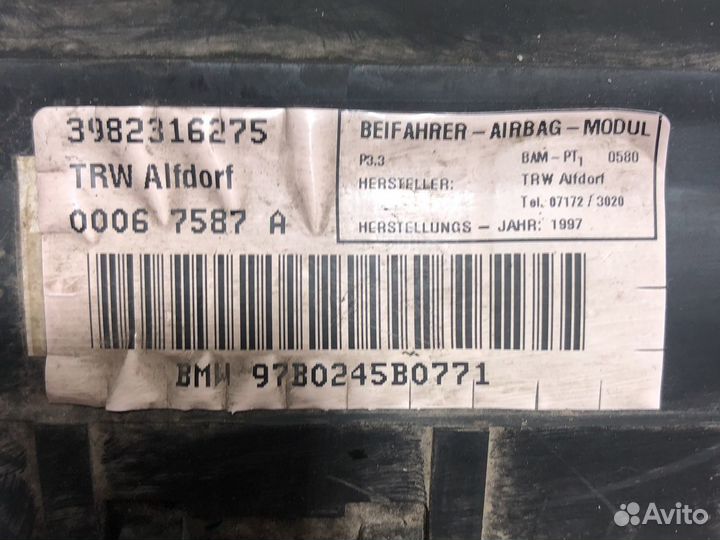 3982316275
TRW Alfdorf
0006 7587 A
BEIFAHRER-AIRBAG-MODUL
P3.3 BAM-PT1 0580
HERSTELLER: TRW Alfdorf
Tel. 07172/3020
HERSTELLUNGS - JAHR: 1997
BMW 97B0245B0771
Avito